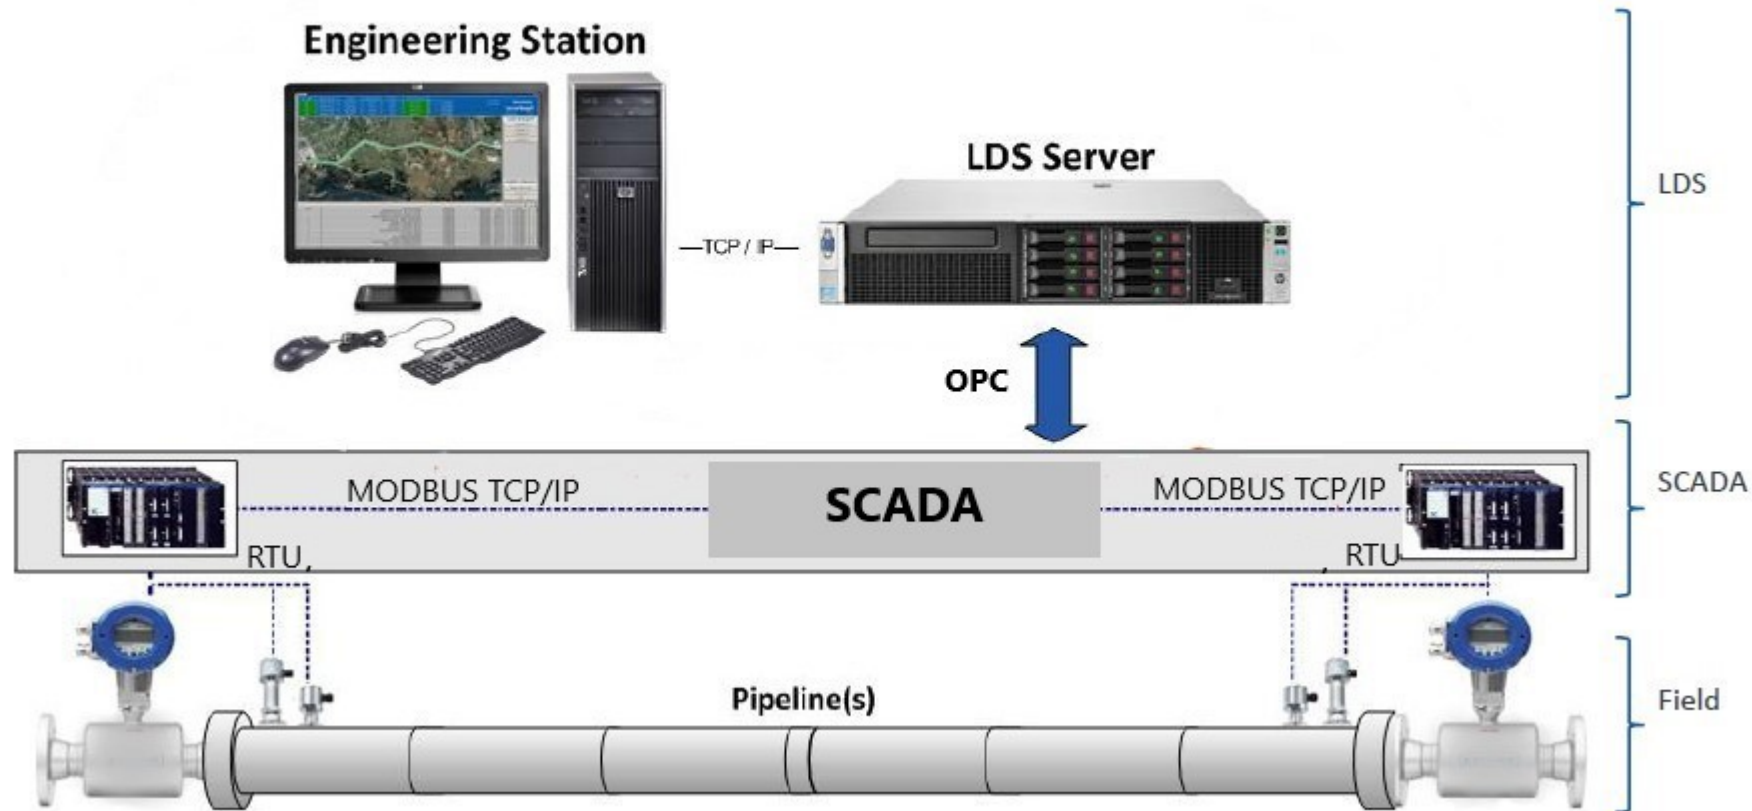 Engineering Station
LDS Server
LDS
TCP / IP
OPC
MODBUS TCP/IP
SCADA
MODBUS TCP/IP
SCADA
RTU,
, RTU
Pipeline(s)
Field